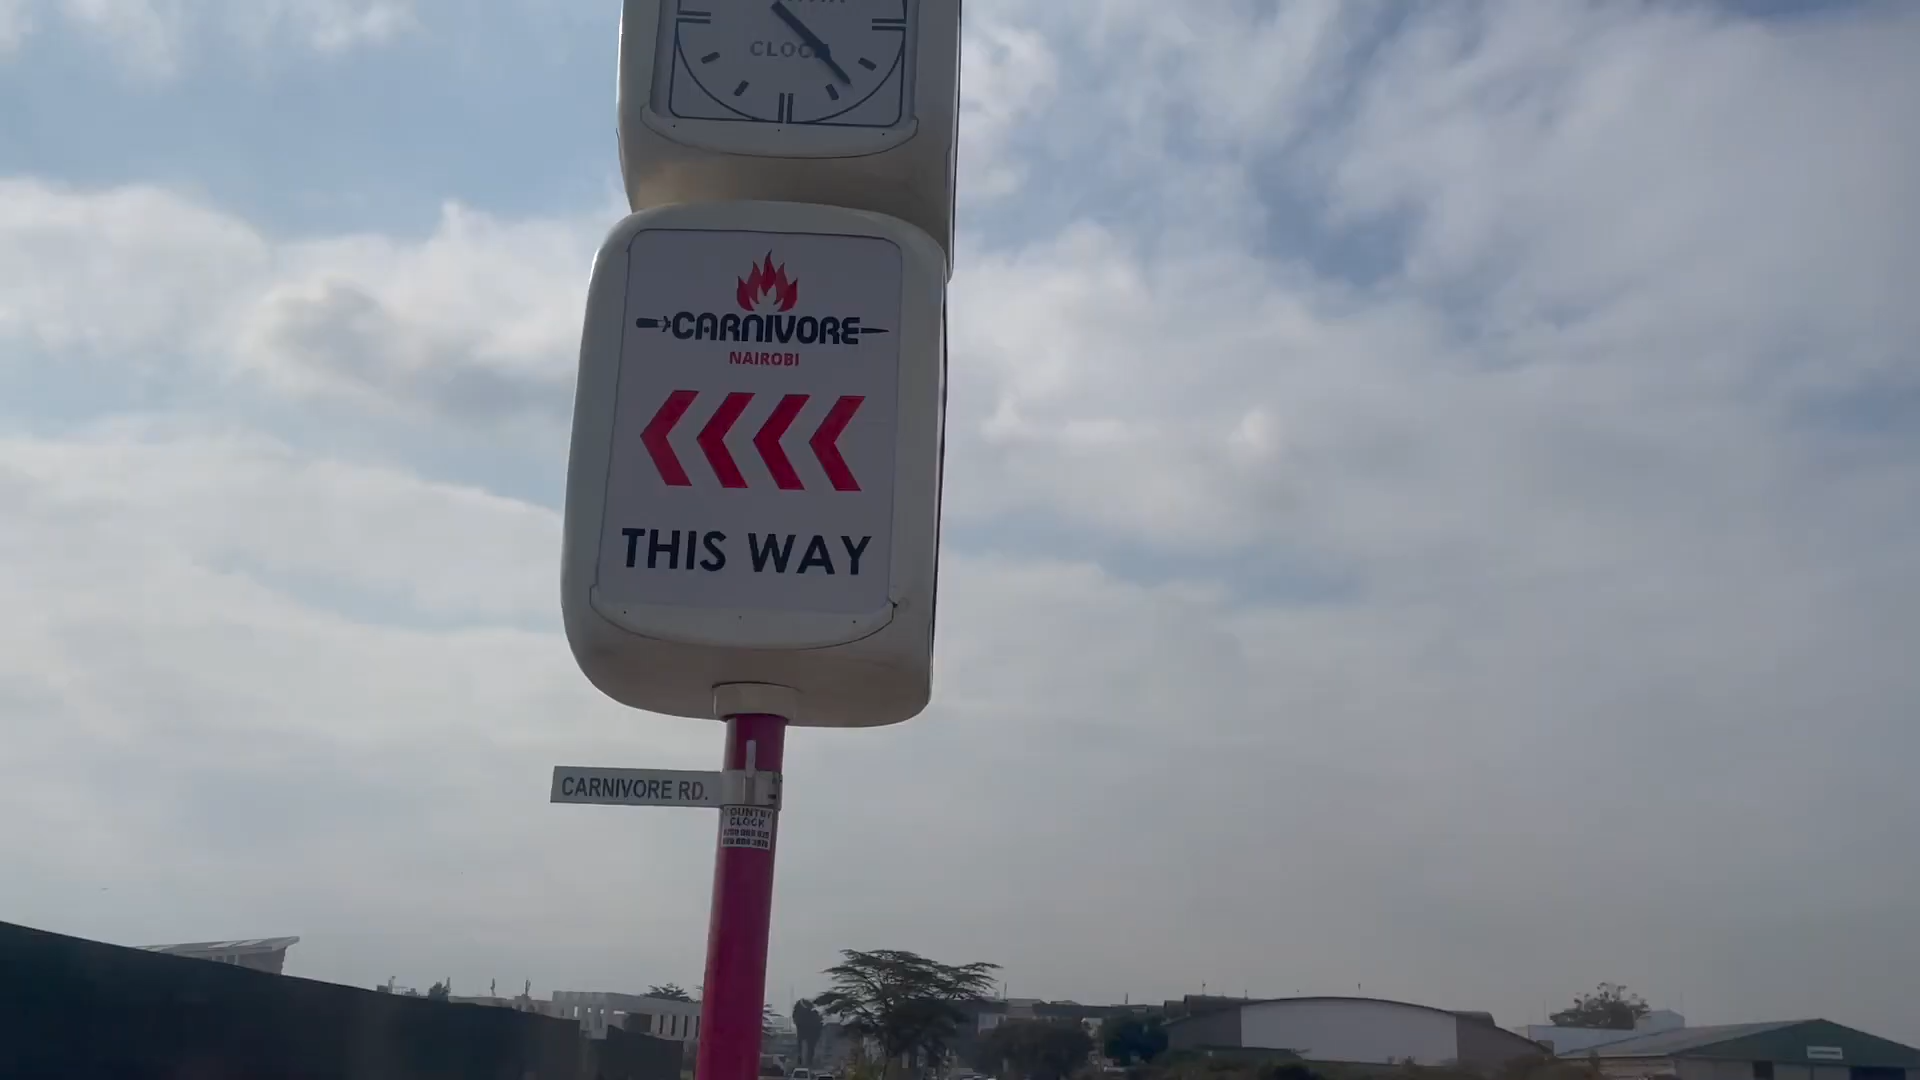 CLOCK
CARNIVORE
NAIROBI
THIS WAY
CARNIVORE RD.
COUNTRY
CLOCK